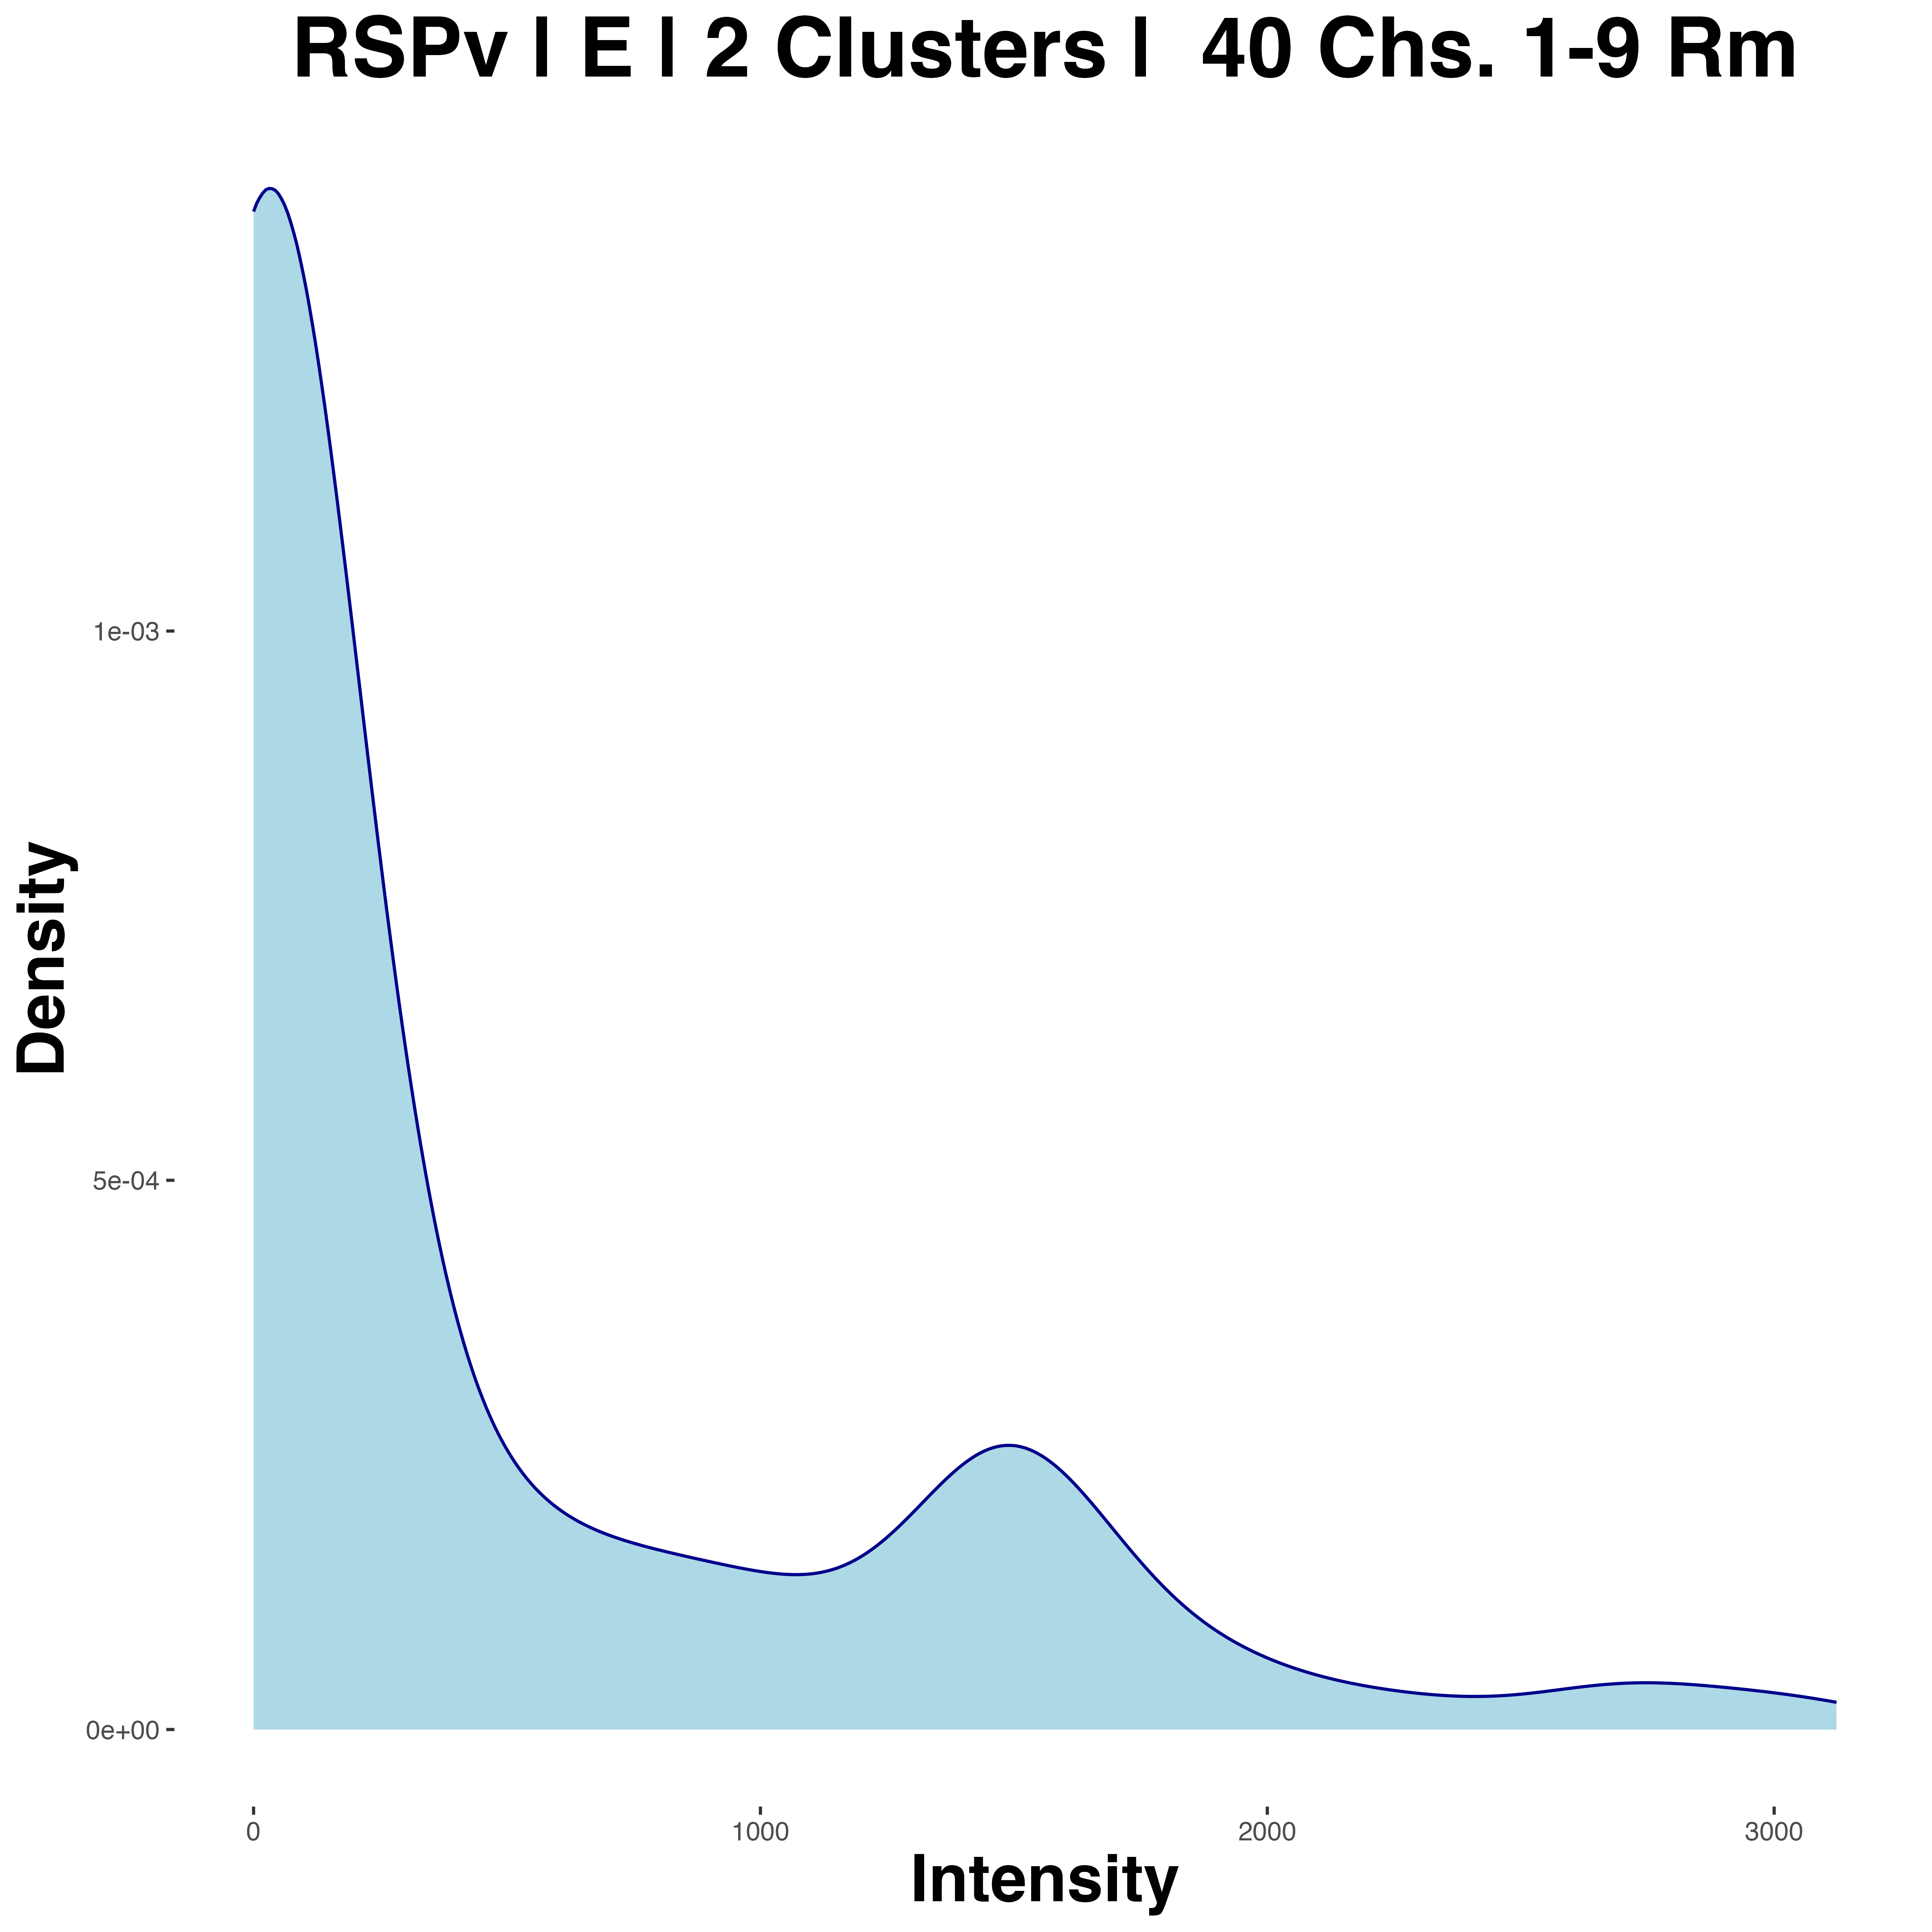 RSPv | E | 2 Clusters |  40 Chs. 1-9 Rm
Density
1e-03
5e-04
0e+00
0
1000
2000
3000
Intensity